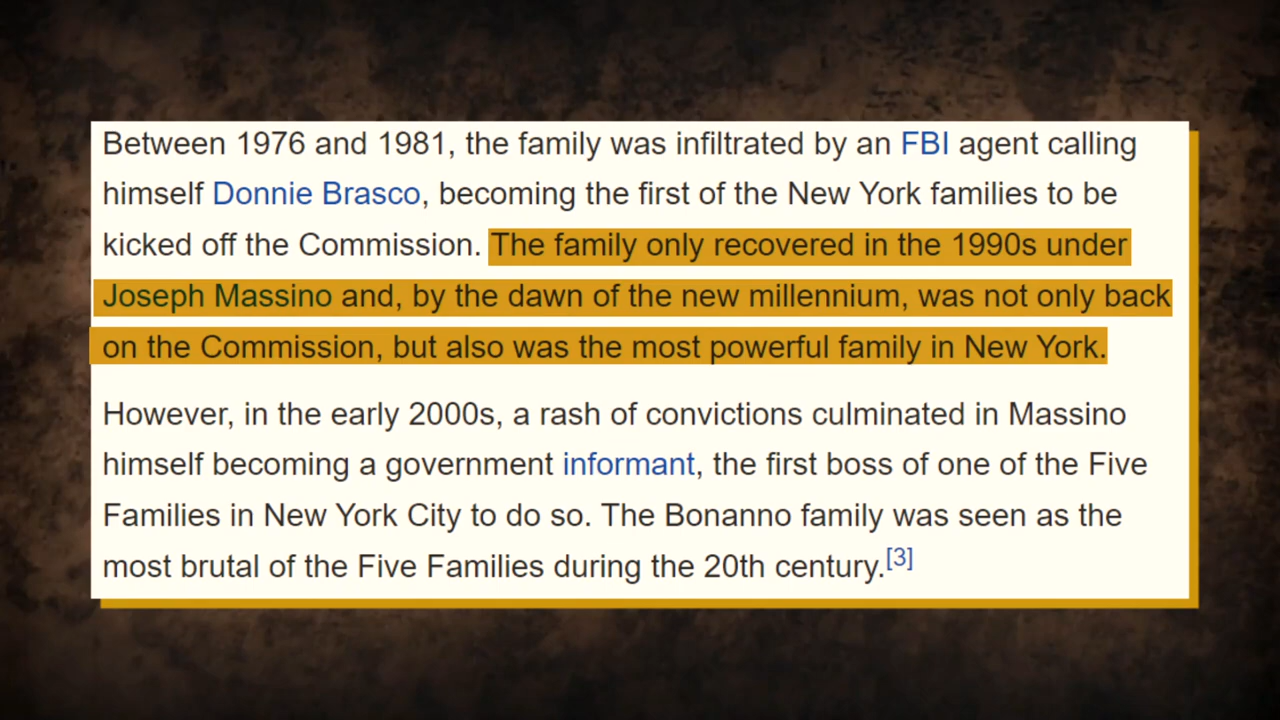 Between 1976 and 1981, the family was infiltrated by an FBI agent calling
himself Donnie Brasco, becoming the first of the New York families to be
kicked off the Commission. The family only recovered in the 1990s under
Joseph Massino and, by the dawn of the new millennium, was not only back
on the Commission, but also was the most powerful family in New York.
However, in the early 2000s, a rash of convictions culminated in Massino
himself becoming a government informant, the first boss of one of the Five
Families in New York City to do so. The Bonanno family was seen as the
most brutal of the Five Families during the 20th century.[3]